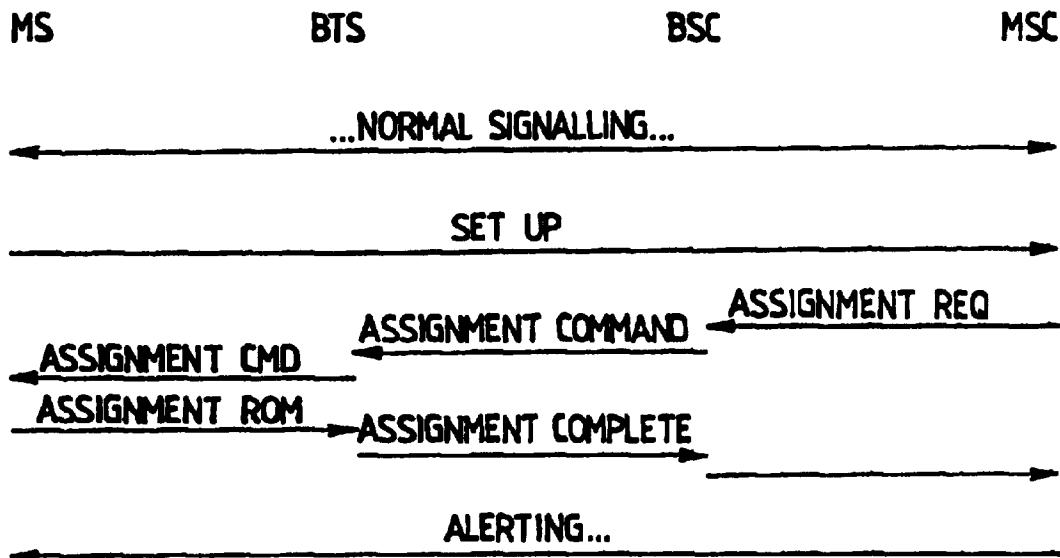 MS BTS BSC MSC
...NORMAL SIGNALLING...
SET UP
ASSIGNMENT REQ
ASSIGNMENT COMMAND
ASSIGNMENT CMD
ASSIGNMENT ROM
ASSIGNMENT COMPLETE
ALERTING...